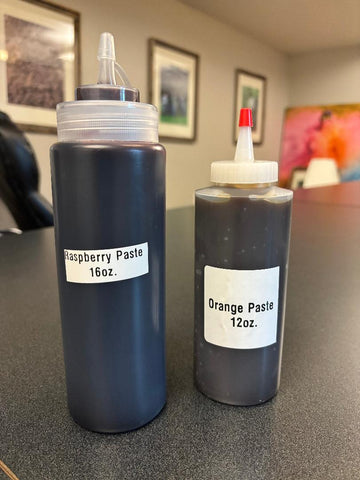 Raspberry Paste
16oz.
Orange Paste
12oz.